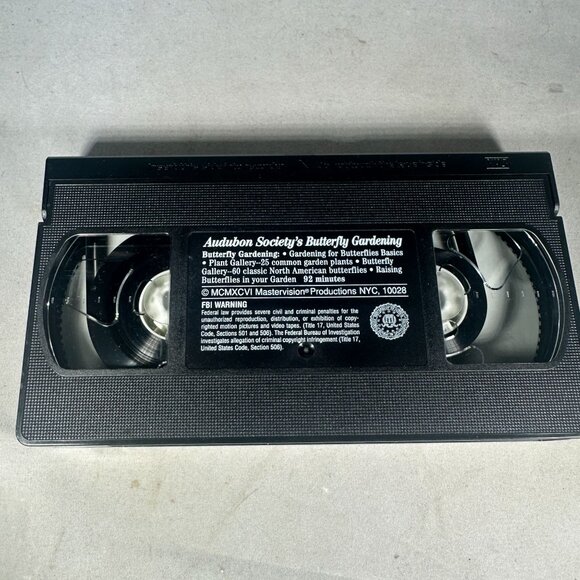 Audubon Society's Butterfly Gardening
Butterfly Gardening: • Gardening for Butterflies Basics
• Plant Gallery--25 common garden plants • Butterfly
Gallery--60 classic North American butterflies • Raising
Butterflies in your Garden 92 minutes
© MCMXCVI Mastervision® Productions NYC, 10028
FBI WARNING
Federal law provides severe civil and criminal penalties for the
unauthorized reproduction, distribution, or exhibition of copy-
righted motion pictures and video tapes. (Title 17, United States
Code, Sections 501 and 506). The Federal Bureau of Investigation
investigates allegation of criminal copyright infringement (Title 17,
United States Code, Section 506).